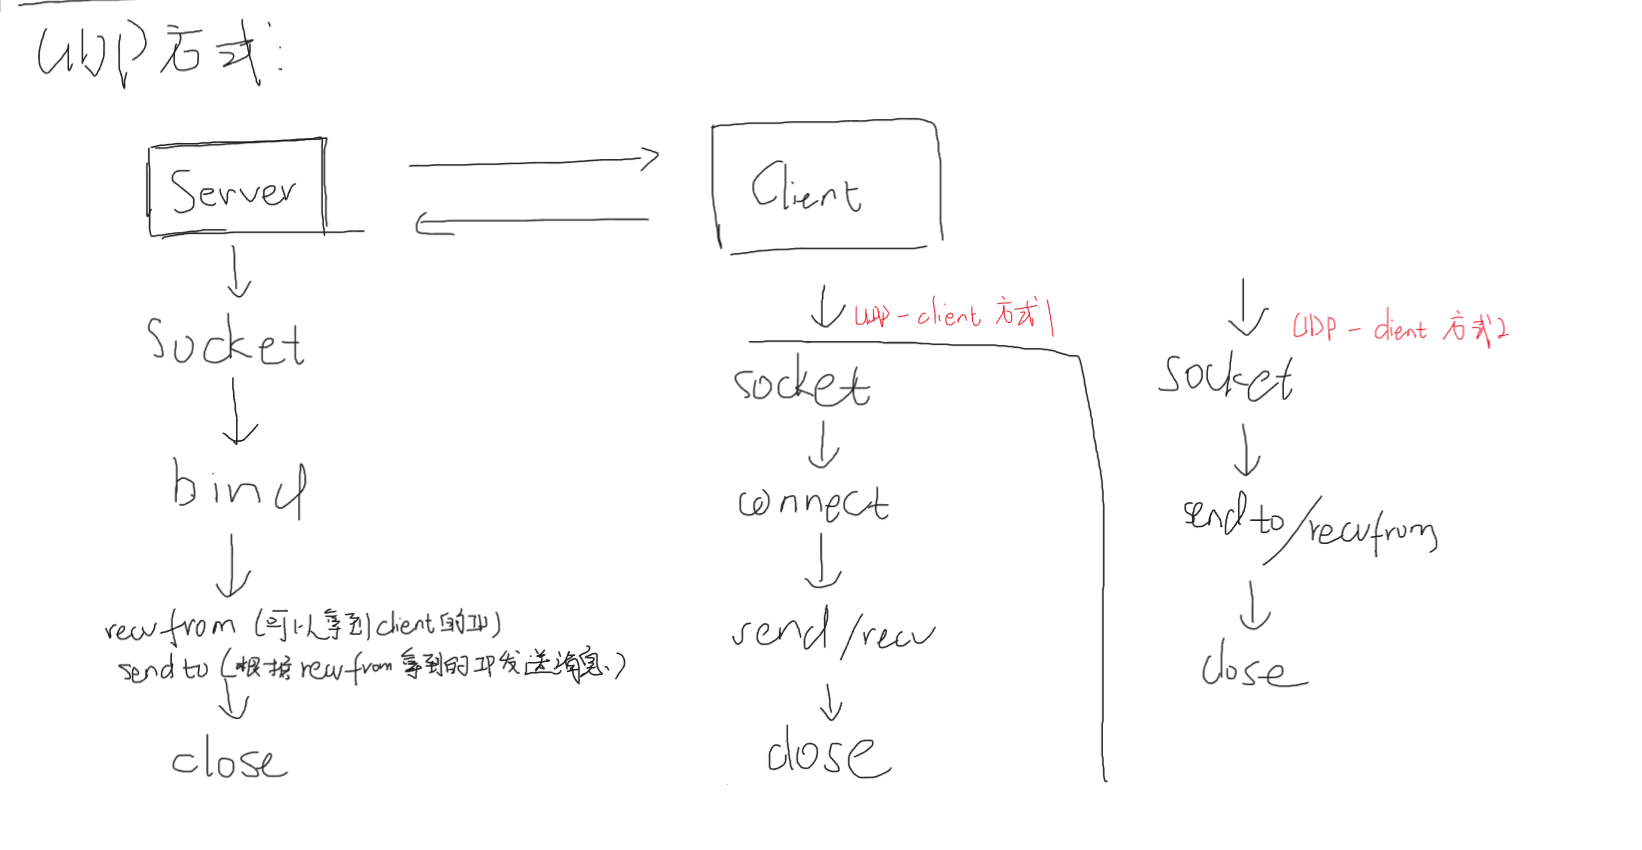 UDP方式:
Server
Client
Socket
bind
recvfrom (可以拿到client的IP)
sendto (根据recvfrom拿到的IP发送消息)
close
UDP-client 方式1
socket
connect
send/recv
close
UDP-client 方式2
socket
sendto/recvfrom
close